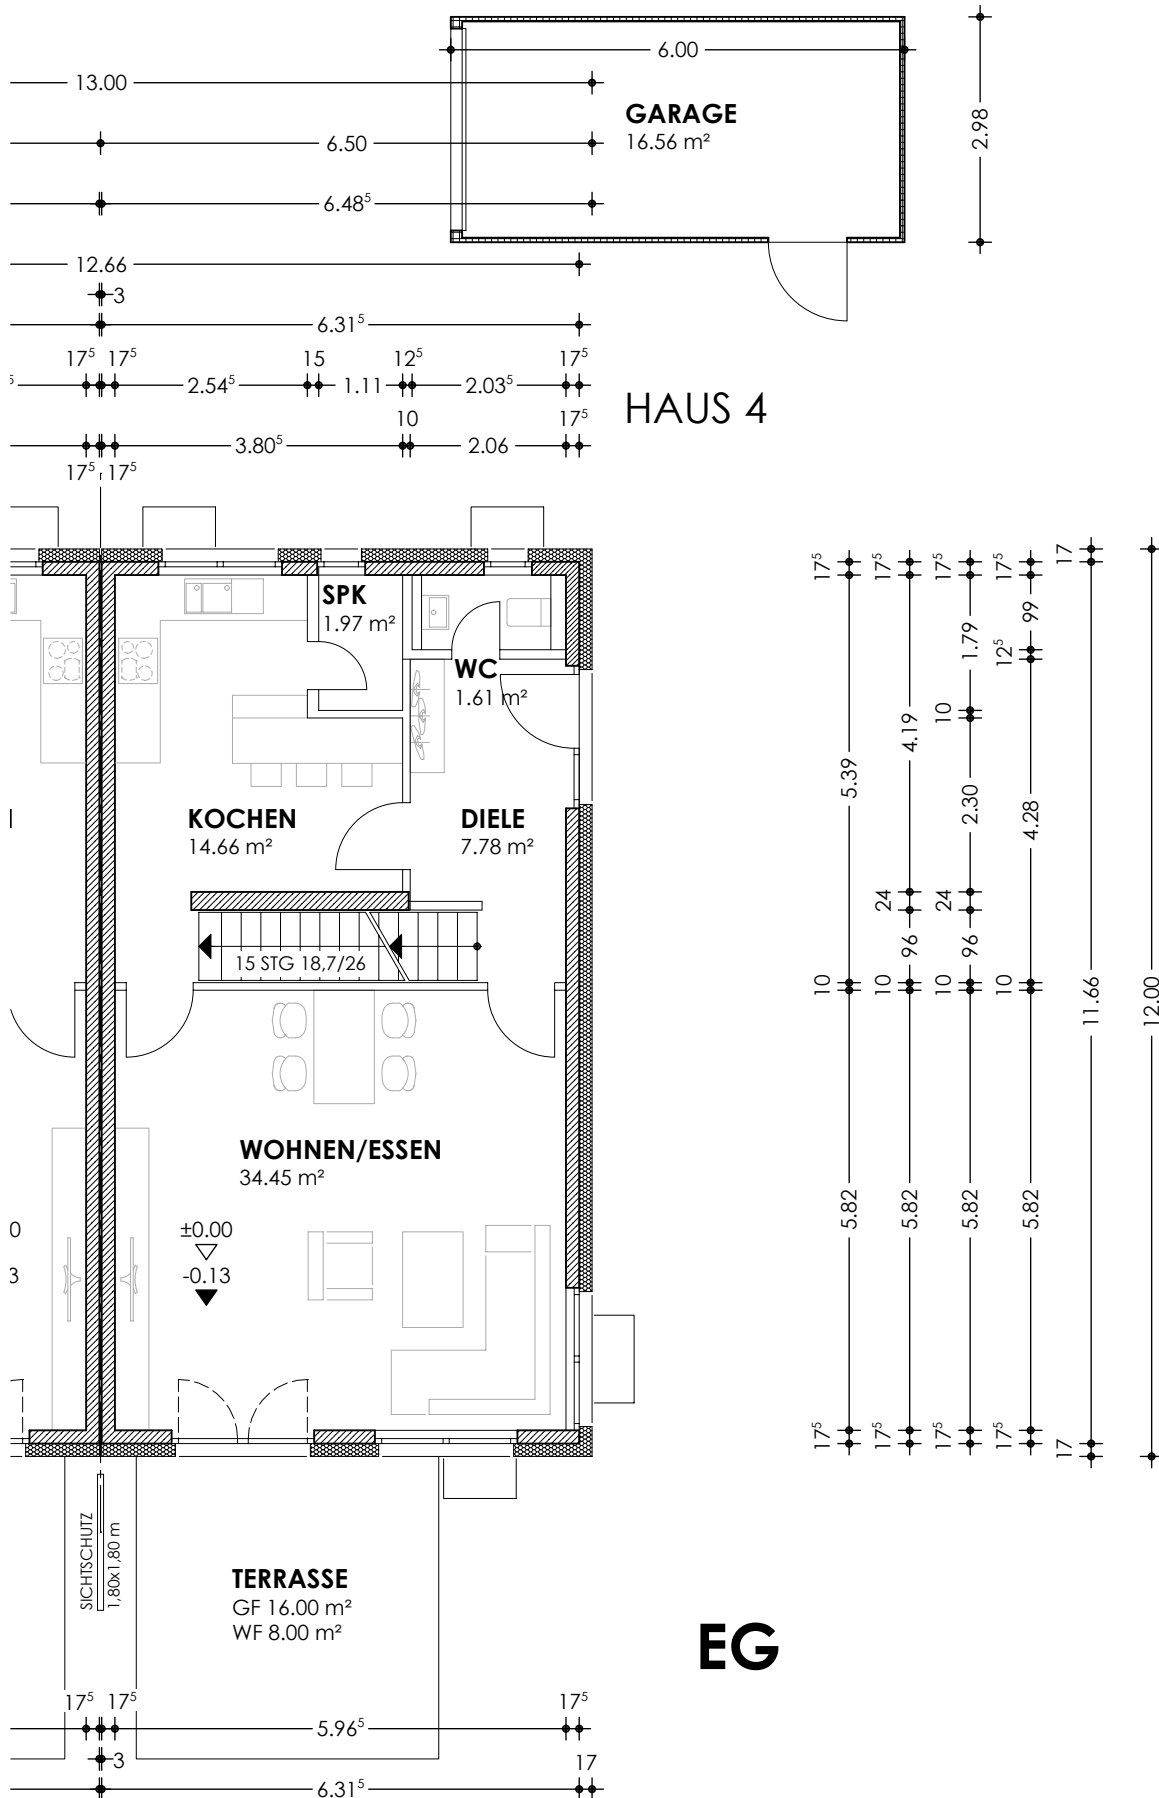 6.00
13.00
GARAGE
16.56 m²
2.98
6.50
6.48⁵
12.66
3
6.31⁵
17⁵ 17⁵ 15 12⁵ 17⁵
5 2.54⁵ 1.11 2.03⁵
HAUS 4
10 17⁵
3.80⁵ 2.06
17⁵ 17⁵
SPK
1.97 m²
WC
1.61 m²
KOCHEN
14.66 m²
DIELE
7.78 m²
15 STG 18,7/26
WOHNEN/ESSEN
34.45 m²
0
±0.00
3
-0.13
17⁵ 5.39 10 5.82 17⁵
17⁵ 4.19 24 96 10 5.82 17⁵
17⁵ 1.79 10 2.30 24 96 10 5.82 17⁵
17⁵ 99 12⁵ 4.28 10 5.82 17⁵
17 11.66 17
12.00
SICHTSCHUTZ
1,80x1,80 m
TERRASSE
GF 16.00 m²
WF 8.00 m²
EG
17⁵ 17⁵ 17⁵
5.96⁵
3 17
6.31⁵